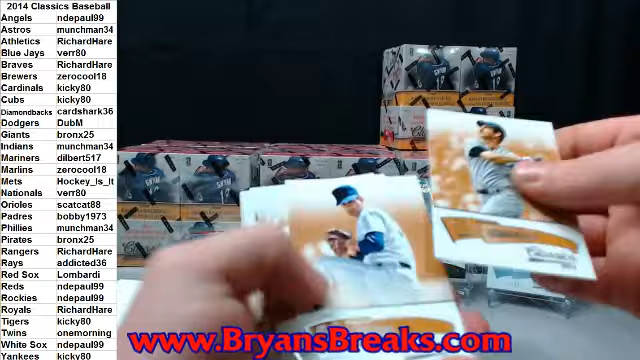 2014 Classics Baseball
Angels ndepaul99
Astros munchman34
Athletics RichardHare
Blue Jays verr80
Braves RichardHare
Brewers zerocool18
Cardinals kicky80
Cubs kicky80
Diamondbacks cardshark36
Dodgers DubM
Giants bronx25
Indians munchman34
Mariners dilbert517
Marlins zerocool18
Mets Hockey_Is_It
Nationals verr80
Orioles scatcat88
Padres bobby1973
Phillies munchman34
Pirates bronx25
Rangers RichardHare
Rays addicted36
Red Sox Lombardi
Reds ndepaul99
Rockies ndepaul99
Royals RichardHare
Tigers kicky80
Twins onemorning
White Sox ndepaul99
Yankees kicky80
www.BryansBreaks.com